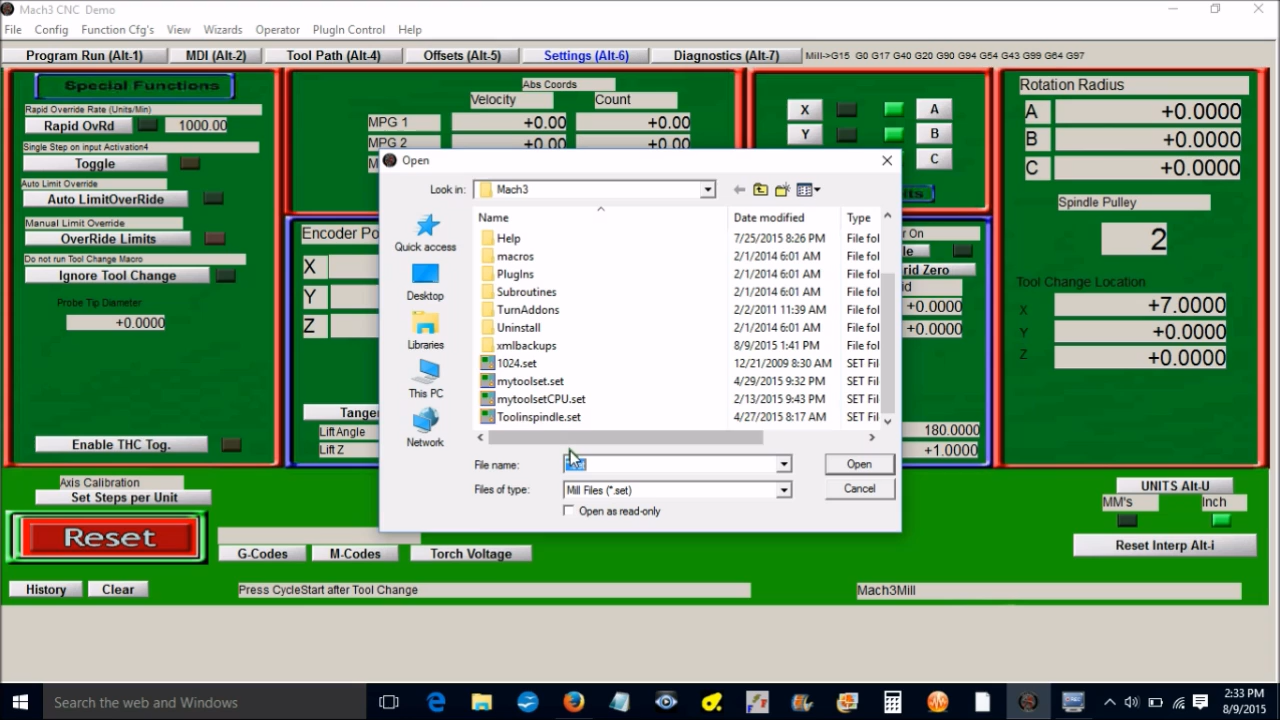 Mach3 CNC Demo
File Config Function Cfg's View Wizards Operator PlugIn Control Help
Program Run (Alt-1) MDI (Alt-2) Tool Path (Alt-4) Offsets (Alt-5) Settings (Alt-6) Diagnostics (Alt-7) Mill->G15 G0 G17 G40 G20 G90 G94 G54 G43 G99 G64 G97
Special Functions
Rapid Override Rate (Units/Min)
Rapid OvRd 1000.00
Single Step on input Activation4
Toggle
Auto Limit Override
Auto LimitOverRide
Manual Limit Override
OverRide Limits
Do not run Tool Change Macro
Ignore Tool Change
Probe Tip Diameter
+0.0000
Enable THC Tog.
Abs Coords
Velocity Count
MPG 1 +0.00 +0.00
MPG 2 +0.00 +0.00
X A
Y B
C
Rotation Radius
A +0.0000
B +0.0000
C +0.0000
Spindle Pulley
2
Tool Change Location
X +7.0000
Y +0.0000
Z +0.0000
Encoder Po
X
Y
Z
Tange
LiftAngle
Lift Z
er On
le
rid Zero
id
+0.0000
+0.0000
180.0000
+1.0000
Open
Look in: Mach3
Quick access
Desktop
Libraries
This PC
Network
Name Date modified Type
Help 7/25/2015 8:26 PM File fol
macros 2/1/2014 6:01 AM File fol
PlugIns 2/1/2014 6:01 AM File fol
Subroutines 2/1/2014 6:01 AM File fol
TurnAddons 2/2/2011 11:39 AM File fol
Uninstall 2/1/2014 6:01 AM File fol
xmlbackups 8/9/2015 1:41 PM File fol
1024.set 12/21/2009 8:30 AM SET Fil
mytoolset.set 4/29/2015 9:32 PM SET Fil
mytoolsetCPU.set 2/13/2015 9:43 PM SET Fil
Toolinspindle.set 4/27/2015 8:17 AM SET Fil
File name: Open
Files of type: Mill Files (*.set) Cancel
Open as read-only
Axis Calibration
Set Steps per Unit
Reset
G-Codes M-Codes Torch Voltage
UNITS Alt-U
MM's Inch
Reset Interp Alt-i
History Clear Press CycleStart after Tool Change Mach3Mill
Search the web and Windows
2:33 PM
8/9/2015